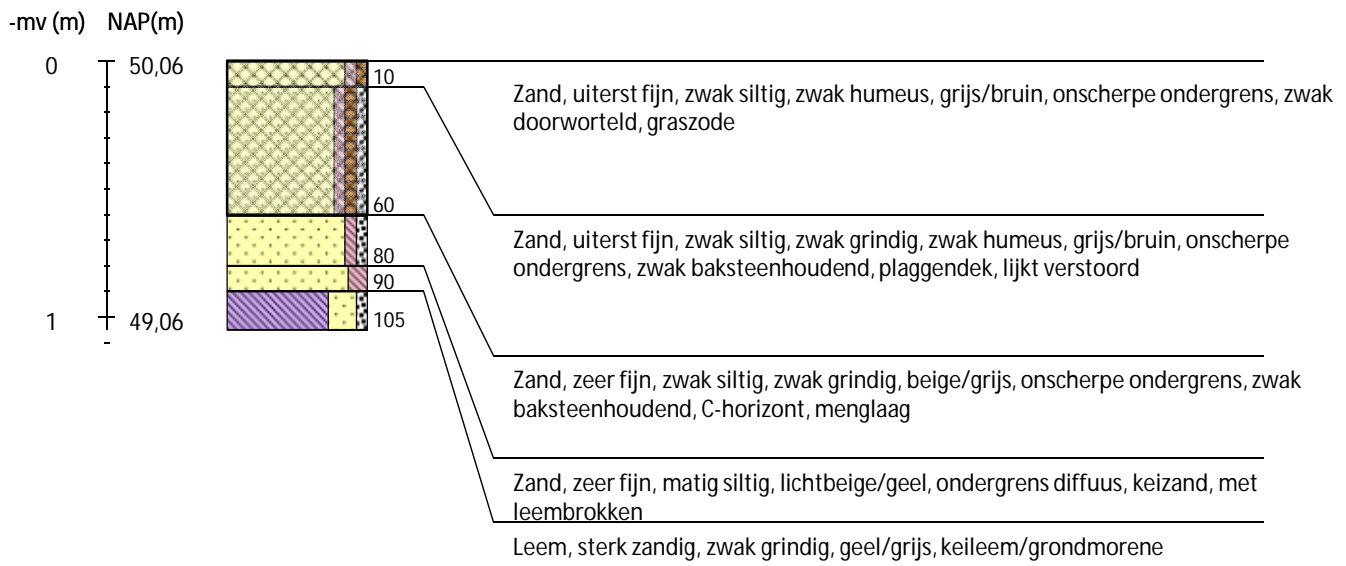 -mv (m) NAP(m)
0 50,06
10
Zand, uiterst fijn, zwak siltig, zwak humeus, grijs/bruin, onscherpe ondergrens, zwak
doorworteld, graszode
60
Zand, uiterst fijn, zwak siltig, zwak grindig, zwak humeus, grijs/bruin, onscherpe
ondergrens, zwak baksteenhoudend, plaggendek, lijkt verstoord
80
90
1 49,06
105
Zand, zeer fijn, zwak siltig, zwak grindig, beige/grijs, onscherpe ondergrens, zwak
baksteenhoudend, C-horizont, menglaag
Zand, zeer fijn, matig siltig, lichtbeige/geel, ondergrens diffuus, keizand, met
leembrokken
Leem, sterk zandig, zwak grindig, geel/grijs, keileem/grondmorene